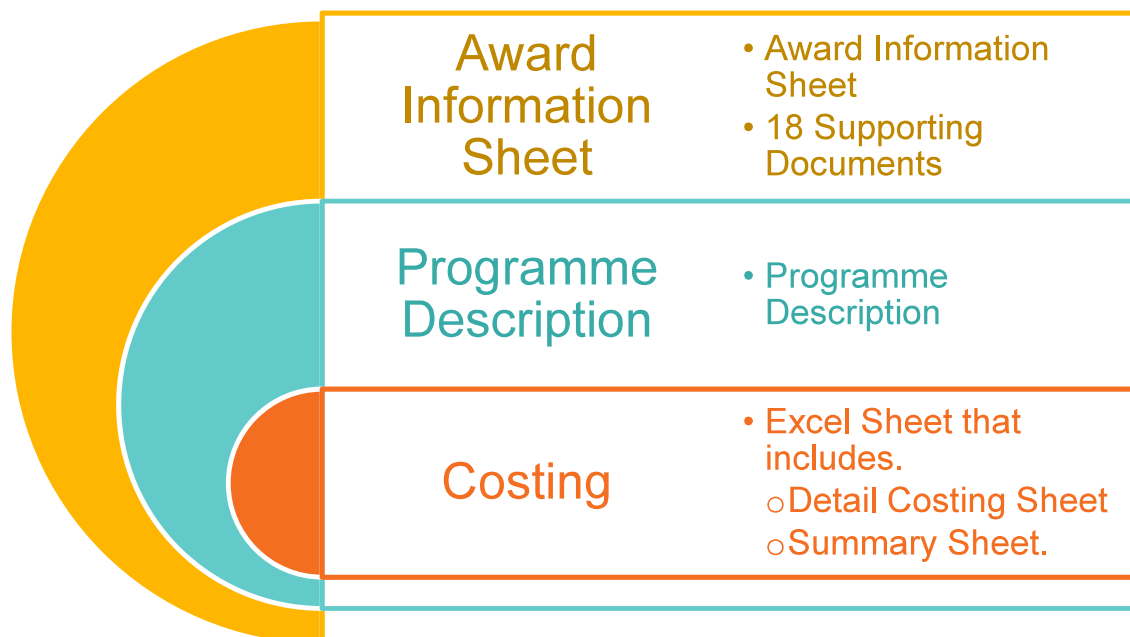 Award
Information
Sheet
• Award Information
Sheet
• 18 Supporting
Documents
Programme
Description
• Programme
Description
Costing
• Excel Sheet that
includes.
oDetail Costing Sheet
oSummary Sheet.